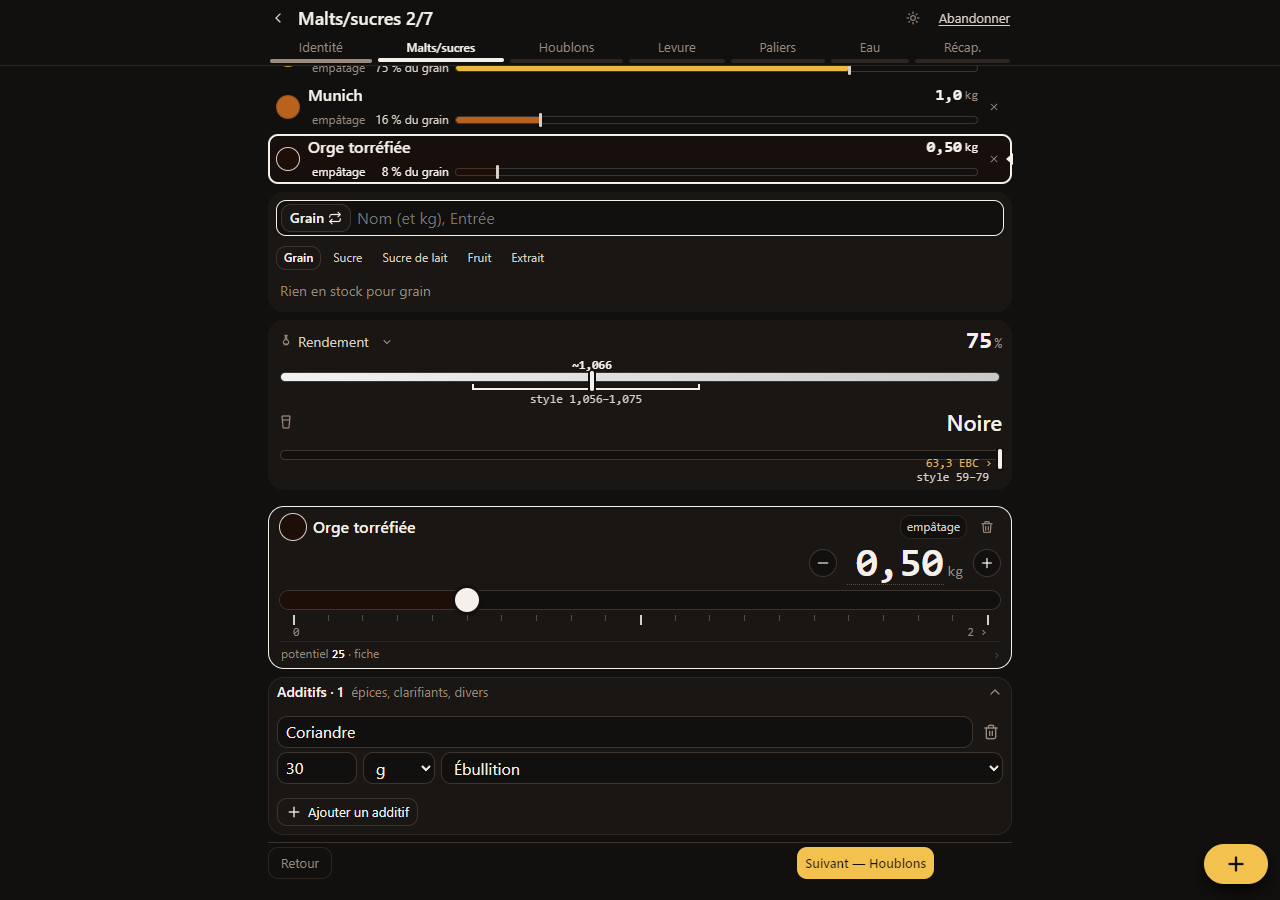 Malts/sucres 2/7
Abandonner
Identité
Malts/sucres
Houblons
Levure
Paliers
Eau
Récap.
empâtage 75 % du grain
Munich
1,0 kg
empâtage 16 % du grain
Orge torréfiée
0,50 kg
empâtage 8 % du grain
Grain
Nom (et kg), Entrée
Grain Sucre Sucre de lait Fruit Extrait
Rien en stock pour grain
Rendement
75 %
~1,066
style 1,056–1,075
Noire
63,3 EBC ›
style 59–79
Orge torréfiée
empâtage
0,50 kg
0
2 ›
potentiel 25 · fiche
Additifs · 1 épices, clarifiants, divers
Coriandre
30
g
Ébullition
Ajouter un additif
Retour
Suivant — Houblons